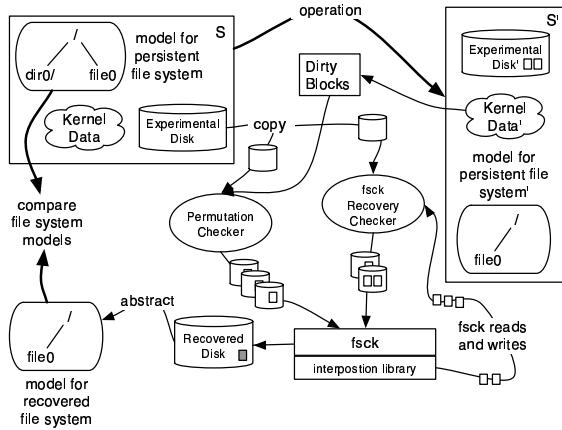 S
/
dir0/
file0
model for
persistent
file system
Kernel
Data
Experimental
Disk
operation
Dirty
Blocks
copy
S'
Experimental
Disk'
Kernel
Data'
model for
persistent file
system'
/
file0
compare
file system
models
Permutation
Checker
fsck
Recovery
Checker
abstract
/
file0
model for
recovered
file system
Recovered
Disk
fsck
interpostion library
fsck reads
and writes